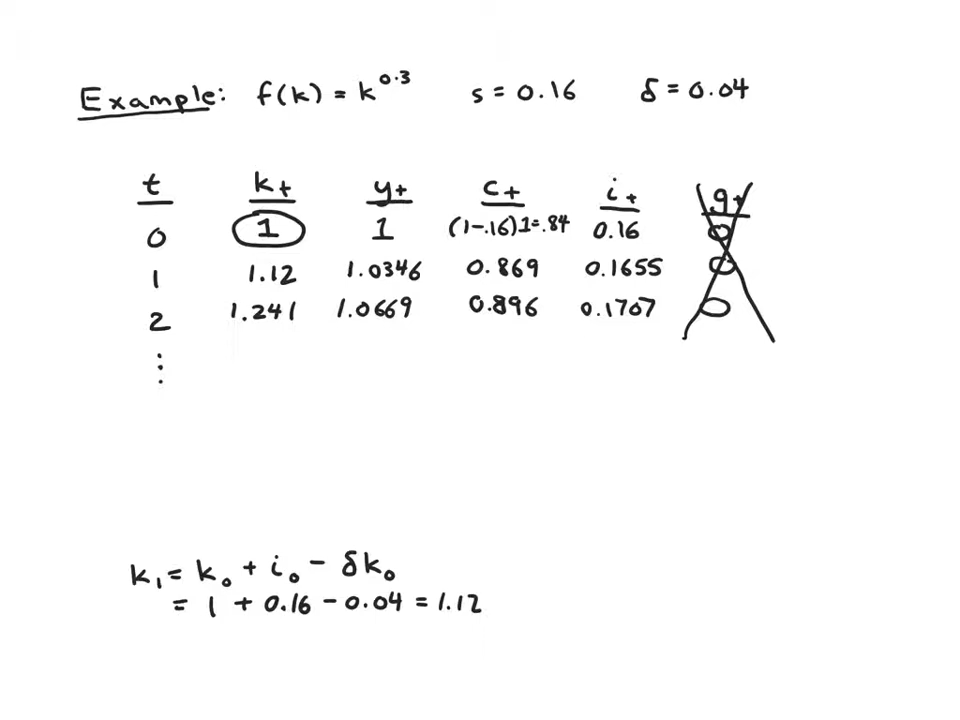 Example: f(k) = k^0.3 s = 0.16 δ = 0.04
t k_t y_t c_t i_t g_t
0 1 1 (1-.16)1=.84 0.16 0
1 1.12 1.0346 0.869 0.1655 0
2 1.241 1.0669 0.896 0.1707 0
⋮
k_1 = k_0 + i_0 - δk_0
= 1 + 0.16 - 0.04 = 1.12